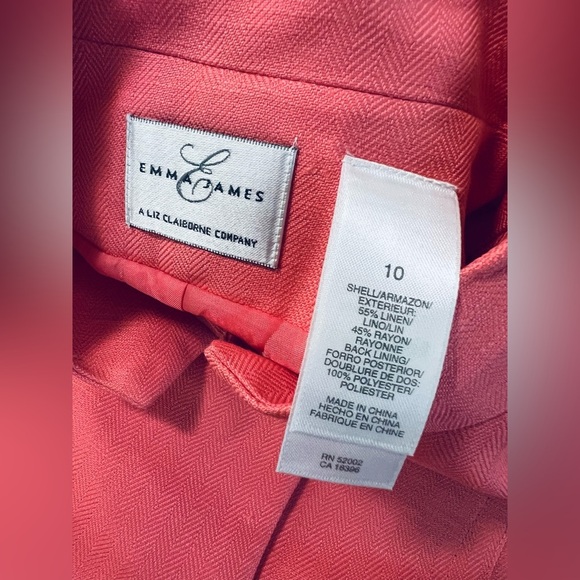 EMMA JAMES
A LIZ CLAIBORNE COMPANY
10
SHELL/ARMAZON/
EXTERIEUR:
55% LINEN/
LINO/LIN
45% RAYON/
RAYONNE
BACK LINING/
FORRO POSTERIOR/
DOUBLURE DE DOS:
100% POLYESTER/
POLIESTER
MADE IN CHINA
HECHO EN CHINA
FABRIQUE EN CHINE
RN 52002
CA 16396